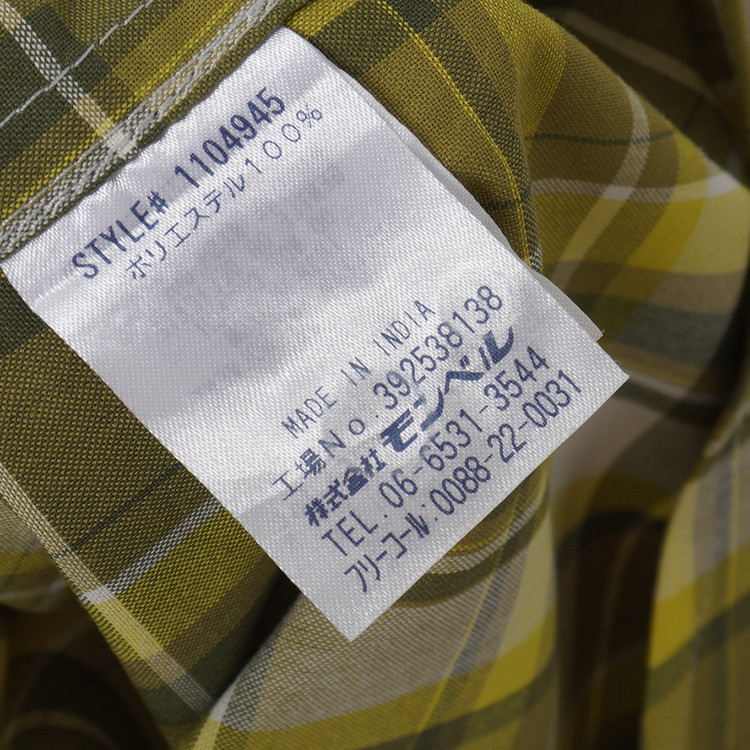 STYLE# 1104945
ポリエステル100%
MADE IN INDIA
工場No.392538138
株式会社 モンベル
TEL.06-6531-3544
フリーコール:0088-22-0031